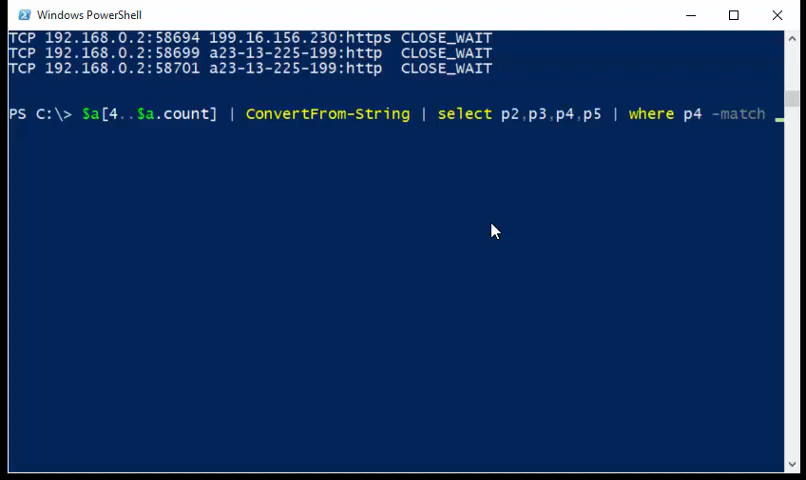 Windows PowerShell
TCP 192.168.0.2:58694 199.16.156.230:https CLOSE_WAIT
TCP 192.168.0.2:58699 a23-13-225-199:http  CLOSE_WAIT
TCP 192.168.0.2:58701 a23-13-225-199:http  CLOSE_WAIT
PS C:\> $a[4..$a.count] | ConvertFrom-String | select p2,p3,p4,p5 | where p4 -match _